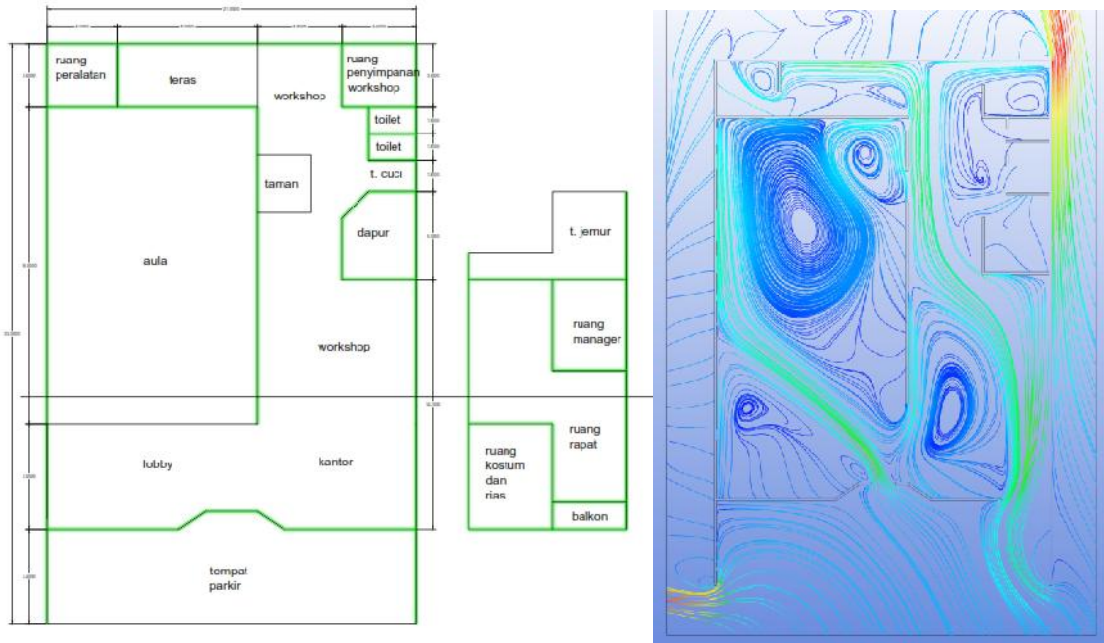 ruang
peralatan
teras
workshop
ruang
penyimpanan
workshop
toilet
toilet
t. cuci
taman
dapur
aula
workshop
lobby
kantor
tempat
parkir
t. jemur
ruang
manager
ruang
rapat
ruang
kostum
dan
rias
balkon